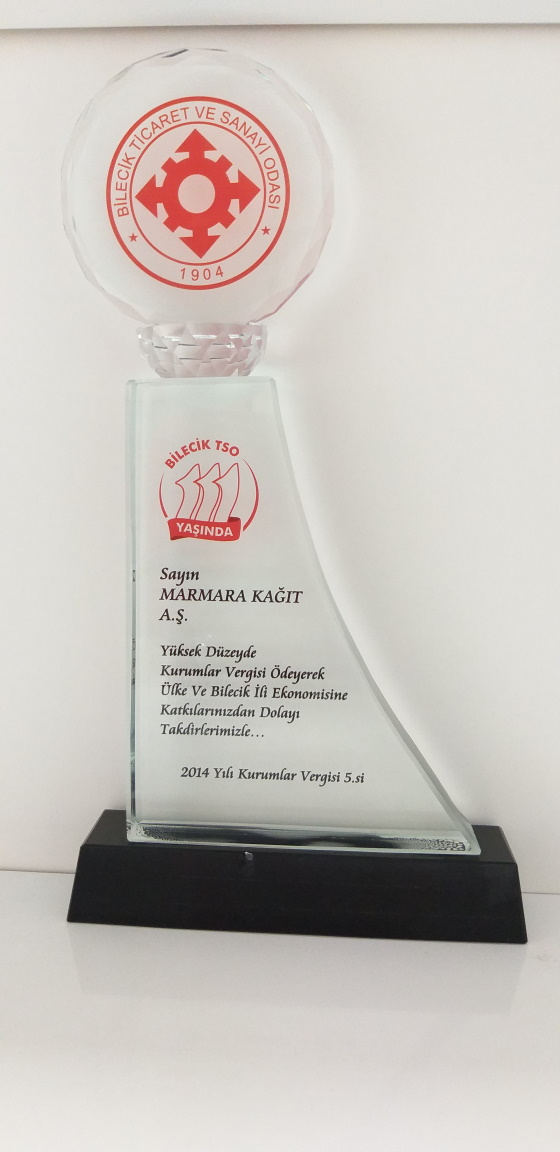 BİLECİK TİCARET VE SANAYİ ODASI
1904
BİLECİK TSO
111
YAŞINDA
Sayın
MARMARA KAĞIT
A.Ş.
Yüksek Düzeyde
Kurumlar Vergisi Ödeyerek
Ülke Ve Bilecik İli Ekonomisine
Katkılarınızdan Dolayı
Takdirlerimizle...
2014 Yılı Kurumlar Vergisi 5.si